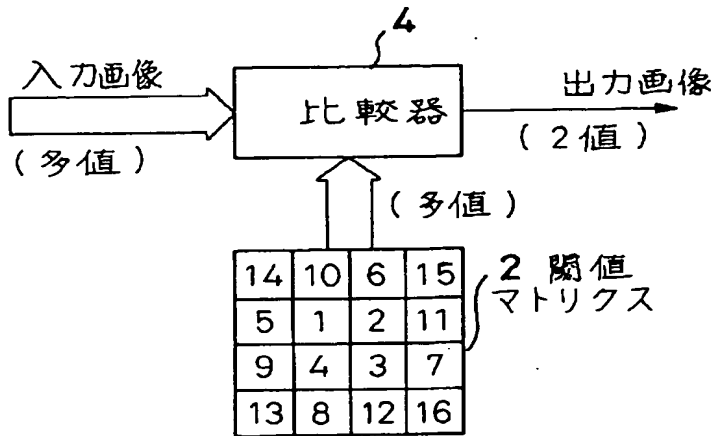 4
入力画像
(多値)
比較器
出力画像
(2値)
(多値)
14 10 6 15
5 1 2 11
9 4 3 7
13 8 12 16
2 閾値
マトリクス